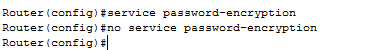 Router(config)#service password-encryption
Router(config)#no service password-encryption
Router(config)#